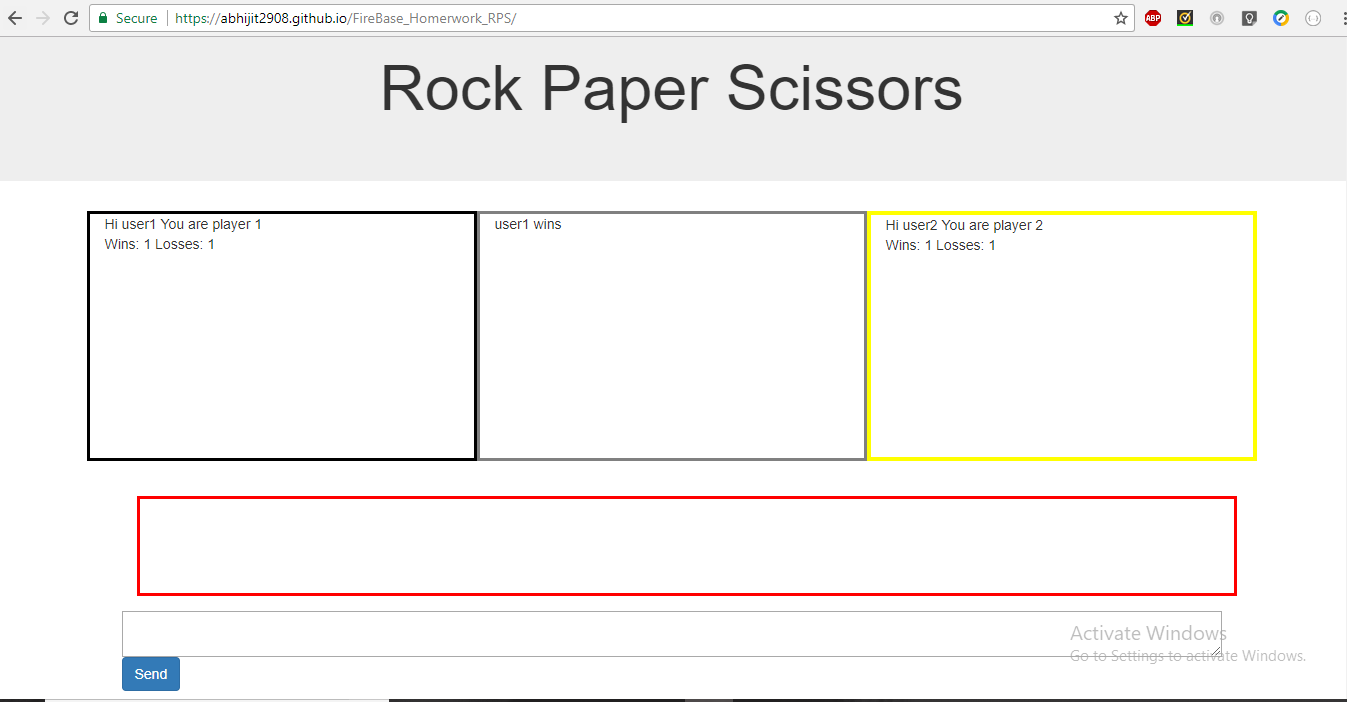 Secure
https://abhijit2908.github.io/FireBase_Homerwork_RPS/
ABP
Rock Paper Scissors
Hi user1 You are player 1
Wins: 1 Losses: 1
user1 wins
Hi user2 You are player 2
Wins: 1 Losses: 1
Activate Windows
Go to Settings to activate Windows.
Send